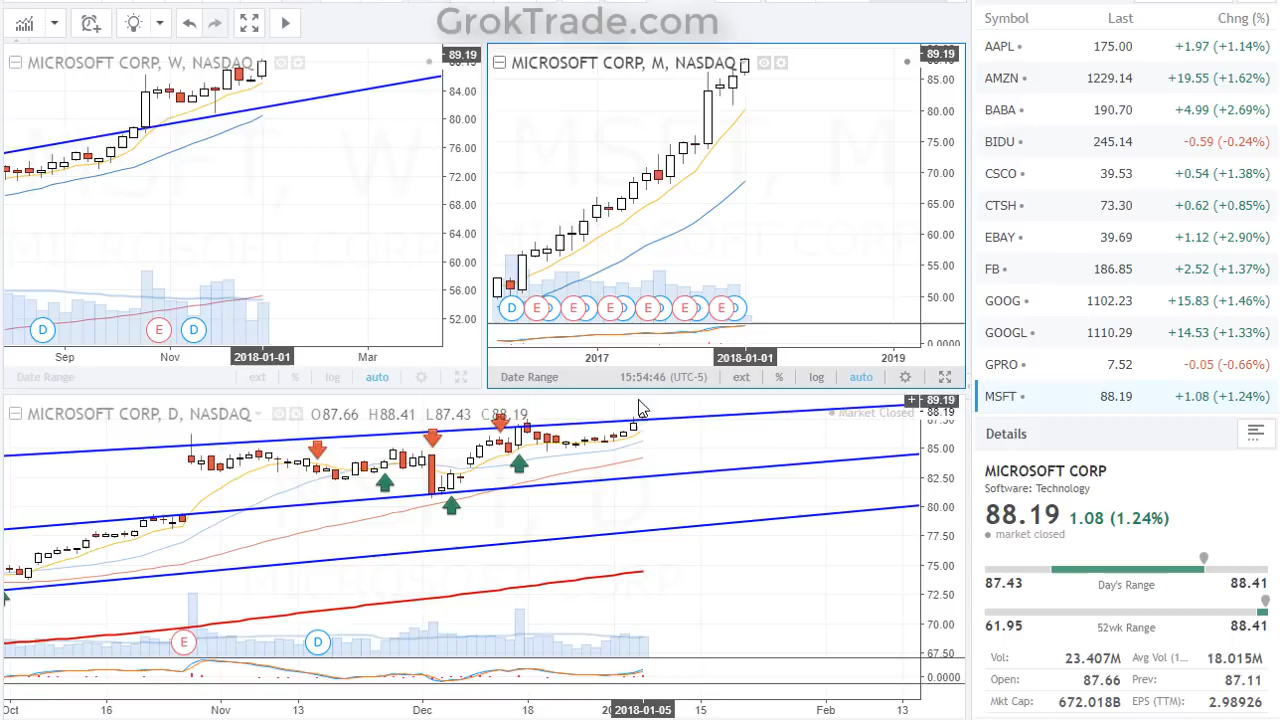 GrokTrade.com
MICROSOFT CORP, W, NASDAQ
89.19
84.00
80.00
76.00
72.00
68.00
64.00
60.00
56.00
52.00
D
E
D
Sep
Nov
2018-01-01
Mar
Date Range
ext
%
log
auto
MICROSOFT CORP, M, NASDAQ
89.19
85.00
80.00
75.00
70.00
65.00
60.00
55.00
50.00
0.0000
D
E
D
E
D
E
D
E
D
E
D
E
D
2017
2018-01-01
2019
Date Range
15:54:46 (UTC-5)
ext
%
log
auto
MICROSOFT CORP, D, NASDAQ
O87.66 H88.41 L87.43 C88.19
Market Closed
89.19
88.19
87.50
85.00
82.50
80.00
77.50
75.00
72.50
70.00
67.50
0.0000
E
D
Oct
16
Nov
13
Dec
18
2018-01-05
15
Feb
13
Symbol Last Chng (%)
AAPL 175.00 +1.97 (+1.14%)
AMZN 1229.14 +19.55 (+1.62%)
BABA 190.70 +4.99 (+2.69%)
BIDU 245.14 -0.59 (-0.24%)
CSCO 39.53 +0.54 (+1.38%)
CTSH 73.30 +0.62 (+0.85%)
EBAY 39.69 +1.12 (+2.90%)
FB 186.85 +2.52 (+1.37%)
GOOG 1102.23 +15.83 (+1.46%)
GOOGL 1110.29 +14.53 (+1.33%)
GPRO 7.52 -0.05 (-0.66%)
MSFT 88.19 +1.08 (+1.24%)
Details
MICROSOFT CORP
Software: Technology
88.19 1.08 (1.24%)
market closed
87.43 Day's Range 88.41
61.95 52wk Range 88.41
Vol: 23.407M Avg Vol (1... 18.015M
Open: 87.66 Prev: 87.11
Mkt Cap: 672.018B EPS (TTM): 2.98926